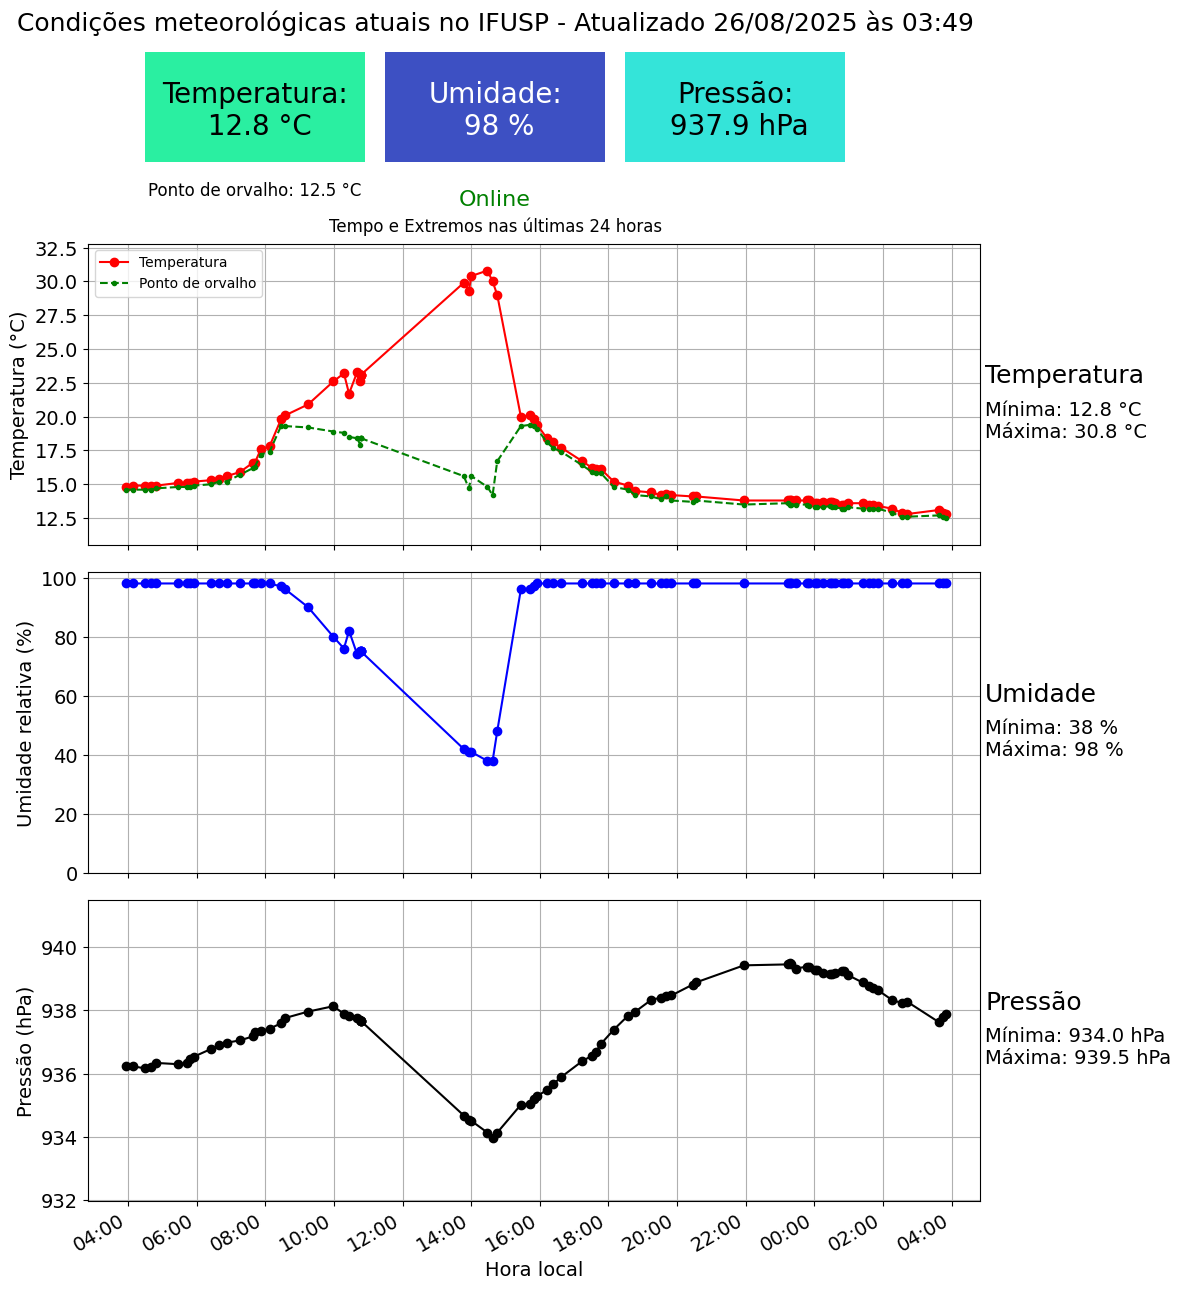 Condições meteorológicas atuais no IFUSP - Atualizado 26/08/2025 às 03:49
Temperatura:
12.8 °C
Umidade:
98 %
Pressão:
937.9 hPa
Ponto de orvalho: 12.5 °C
Online
Tempo e Extremos nas últimas 24 horas
Temperatura (°C)
32.5
30.0
27.5
25.0
22.5
20.0
17.5
15.0
12.5
Temperatura
Ponto de orvalho
Temperatura
Mínima: 12.8 °C
Máxima: 30.8 °C
Umidade relativa (%)
100
80
60
40
20
0
Umidade
Mínima: 38 %
Máxima: 98 %
Pressão (hPa)
940
938
936
934
932
Pressão
Mínima: 934.0 hPa
Máxima: 939.5 hPa
04:00 06:00 08:00 10:00 12:00 14:00 16:00 18:00 20:00 22:00 00:00 02:00 04:00
Hora local